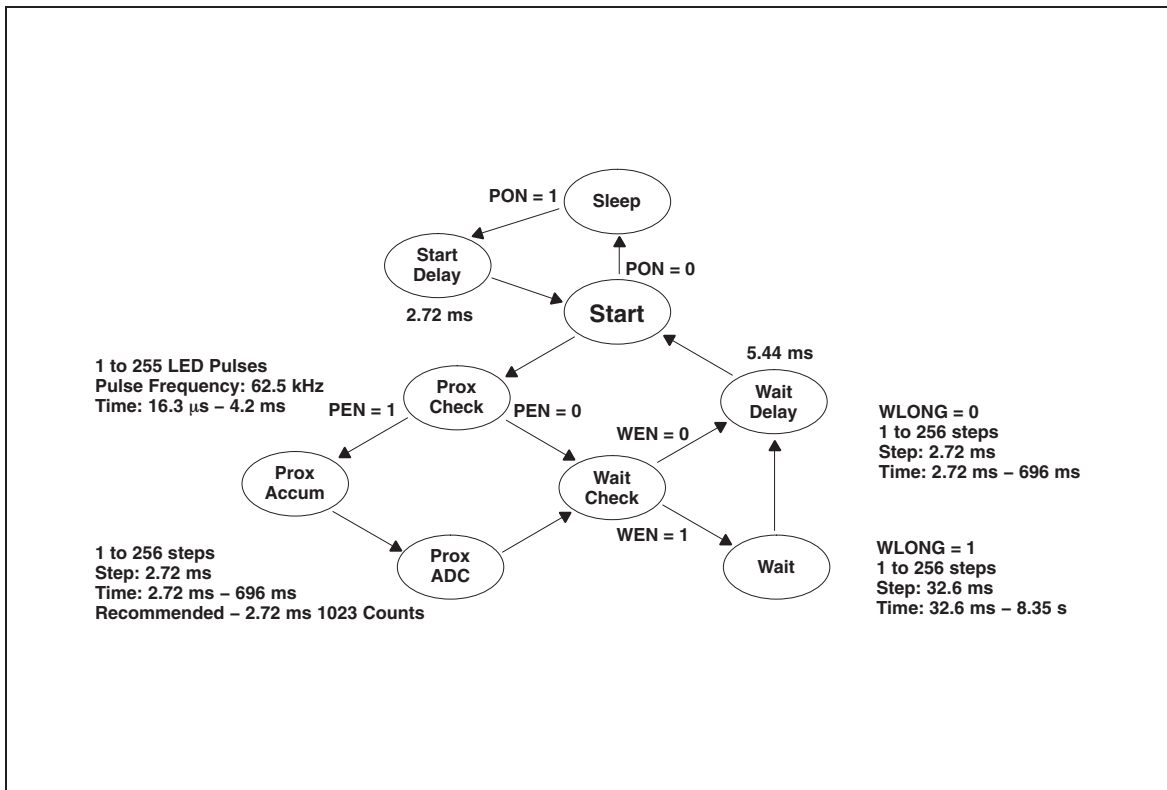 PON = 1
Sleep
Start
Delay
PON = 0
2.72 ms
Start
5.44 ms
1 to 255 LED Pulses
Pulse Frequency: 62.5 kHz
Time: 16.3 μs – 4.2 ms
Prox
Check
PEN = 1
PEN = 0
Wait
Delay
WLONG = 0
1 to 256 steps
Step: 2.72 ms
Time: 2.72 ms – 696 ms
WEN = 0
Prox
Accum
Wait
Check
WEN = 1
1 to 256 steps
Step: 2.72 ms
Time: 2.72 ms – 696 ms
Recommended – 2.72 ms 1023 Counts
Prox
ADC
Wait
WLONG = 1
1 to 256 steps
Step: 32.6 ms
Time: 32.6 ms – 8.35 s